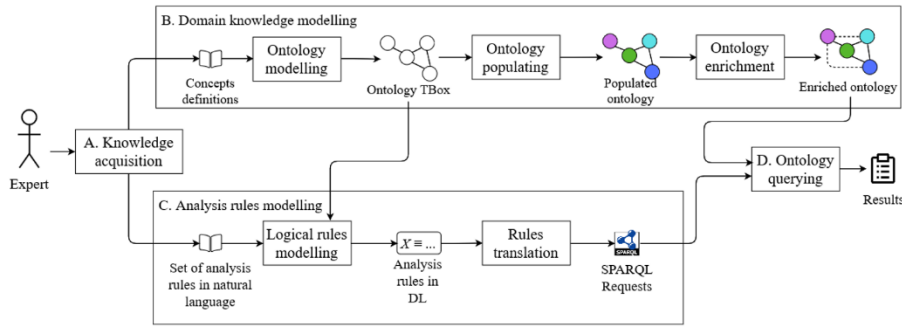 B. Domain knowledge modelling
Concepts
definitions
Ontology
modelling
Ontology TBox
Ontology
populating
Populated
ontology
Ontology
enrichment
Enriched ontology
Expert
A. Knowledge
acquisition
D. Ontology
querying
Results
C. Analysis rules modelling
Set of analysis
rules in natural
language
Logical rules
modelling
X ≡ ...
Analysis
rules in
DL
Rules
translation
SPARQL
SPARQL
Requests